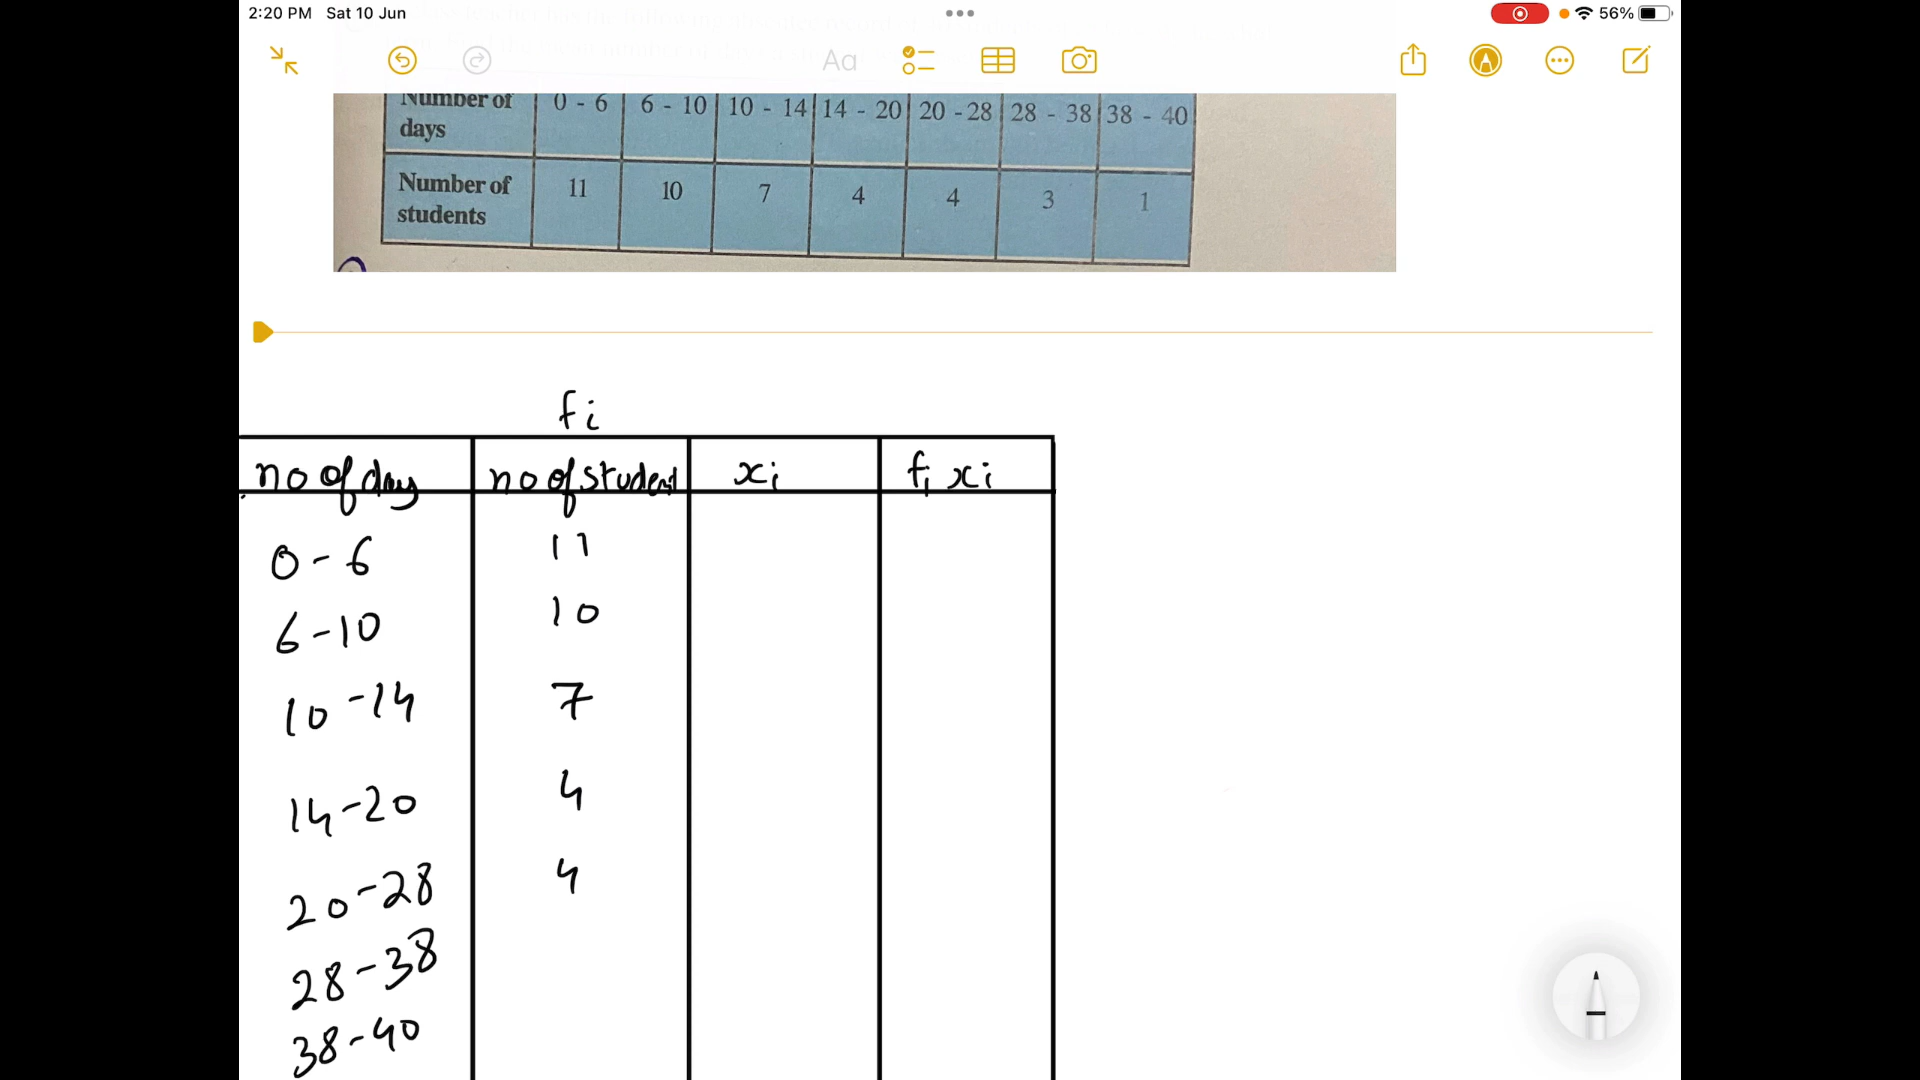 2:20 PM Sat 10 Jun
56%
Aa
Number of days 0 - 6 6 - 10 10 - 14 14 - 20 20 - 28 28 - 38 38 - 40
Number of students 11 10 7 4 4 3 1
fi
no of days no of student xi fi xi
0 - 6 11
6 - 10 10
10 - 14 7
14 - 20 4
20 - 28 4
28 - 38
38 - 40